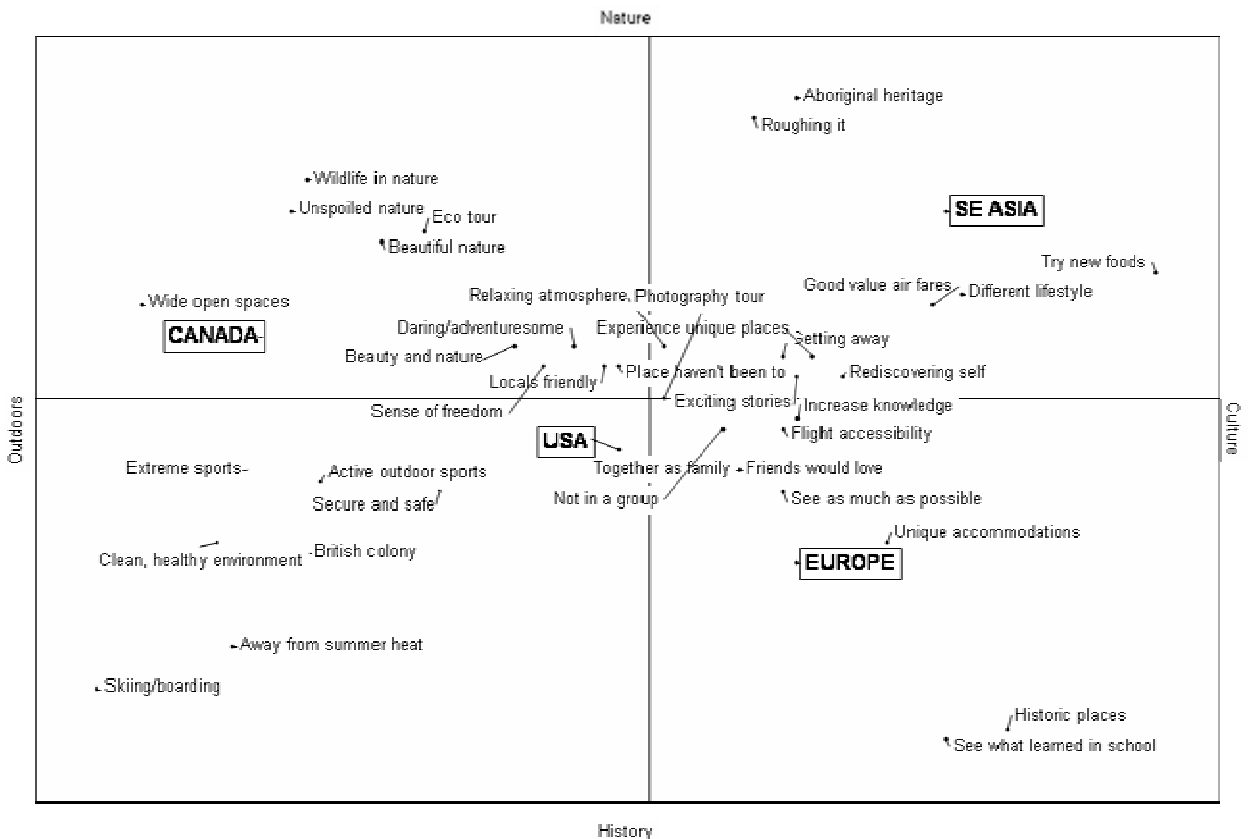 Nature
Aboriginal heritage
Roughing it
Wildlife in nature
Unspoiled nature
SE ASIA
Eco tour
Beautiful nature
Try new foods
Good value air fares
Different lifestyle
Relaxing atmosphere
Photography tour
Wide open spaces
CANADA
Daring/adventuresome
Experience unique places
Getting away
Beauty and nature
Locals friendly
Place haven't been to
Rediscovering self
Outdoors
Culture
Sense of freedom
Exciting stories
Increase knowledge
USA
Flight accessibility
Extreme sports
Active outdoor sports
Together as family
Friends would love
Secure and safe
Not in a group
See as much as possible
Unique accommodations
Clean, healthy environment
British colony
EUROPE
Away from summer heat
Skiing/boarding
Historic places
See what learned in school
History